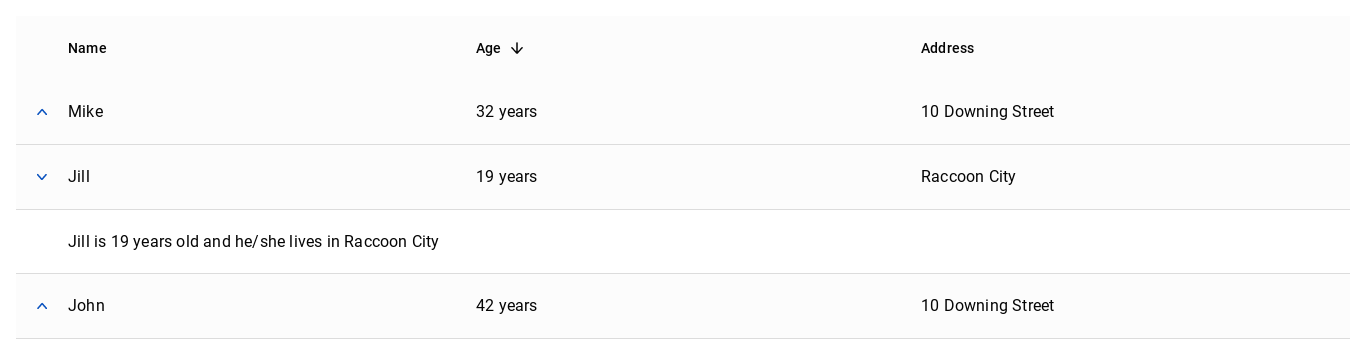 Name Age Address
Mike 32 years 10 Downing Street
Jill 19 years Raccoon City
Jill is 19 years old and he/she lives in Raccoon City
John 42 years 10 Downing Street